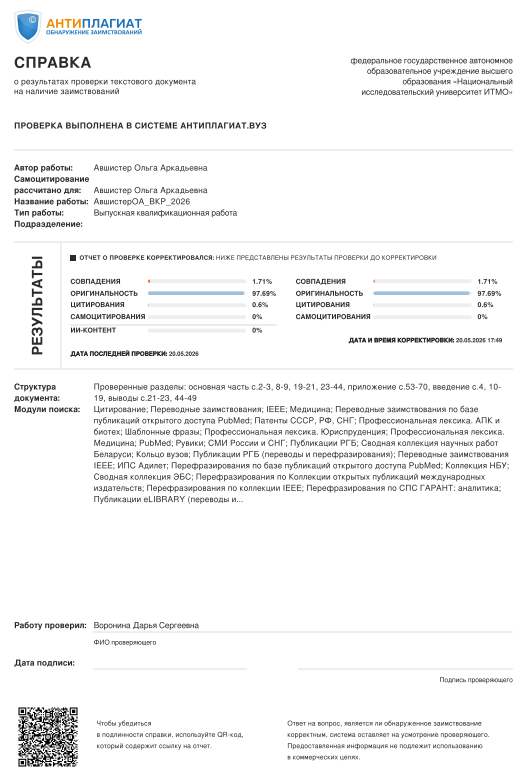 АНТИПЛАГИАТ
ОБНАРУЖЕНИЕ ЗАИМСТВОВАНИЙ
СПРАВКА
о результатах проверки текстового документа
на наличие заимствований
федеральное государственное автономное
образовательное учреждение высшего
образования «Национальный
исследовательский университет ИТМО»
ПРОВЕРКА ВЫПОЛНЕНА В СИСТЕМЕ АНТИПЛАГИАТ.ВУЗ
Автор работы: Авшистер Ольга Аркадьевна
Самоцитирование
рассчитано для: Авшистер Ольга Аркадьевна
Название работы: АвшистерОА_ВКР_2026
Тип работы: Выпускная квалификационная работа
Подразделение:
РЕЗУЛЬТАТЫ
ОТЧЕТ О ПРОВЕРКЕ КОРРЕКТИРОВАЛСЯ: НИЖЕ ПРЕДСТАВЛЕНЫ РЕЗУЛЬТАТЫ ПРОВЕРКИ ДО КОРРЕКТИРОВКИ
СОВПАДЕНИЯ 1.71%
ОРИГИНАЛЬНОСТЬ 97.69%
ЦИТИРОВАНИЯ 0.6%
САМОЦИТИРОВАНИЯ 0%
ИИ-КОНТЕНТ 0%
ДАТА ПОСЛЕДНЕЙ ПРОВЕРКИ: 20.05.2026
СОВПАДЕНИЯ 1.71%
ОРИГИНАЛЬНОСТЬ 97.69%
ЦИТИРОВАНИЯ 0.6%
САМОЦИТИРОВАНИЯ 0%
ДАТА И ВРЕМЯ КОРРЕКТИРОВКИ: 20.05.2026 17:49
Структура Проверенные разделы: основная часть с.2-3, 8-9, 19-21, 23-44, приложение с.53-70, введение с.4, 10-
документа: 19, выводы с.21-23, 44-49
Модули поиска: Цитирование; Переводные заимствования; IEEE; Медицина; Переводные заимствования по базе
публикаций открытого доступа PubMed; Патенты СССР, РФ, СНГ; Профессиональная лексика. АПК и
биотех; Шаблонные фразы; Профессиональная лексика. Юриспруденция; Профессиональная лексика.
Медицина; PubMed; Рувики; СМИ России и СНГ; Публикации РГБ; Сводная коллекция научных работ
Беларуси; Кольцо вузов; Публикации РГБ (переводы и перефразирования); Переводные заимствования
IEEE; ИПС Адилет; Перефразирования по базе публикаций открытого доступа PubMed; Коллекция НБУ;
Сводная коллекция ЭБС; Перефразирования по Коллекции открытых публикаций международных
издательств; Перефразирования по коллекции IEEE; Перефразирования по СПС ГАРАНТ: аналитика;
Публикации eLIBRARY (переводы и...
Работу проверил: Воронина Дарья Сергеевна
ФИО проверяющего
Дата подписи:
Подпись проверяющего
Чтобы убедиться
в подлинности справки, используйте QR-код,
который содержит ссылку на отчет.
Ответ на вопрос, является ли обнаруженное заимствование
корректным, система оставляет на усмотрение проверяющего.
Предоставленная информация не подлежит использованию
в коммерческих целях.